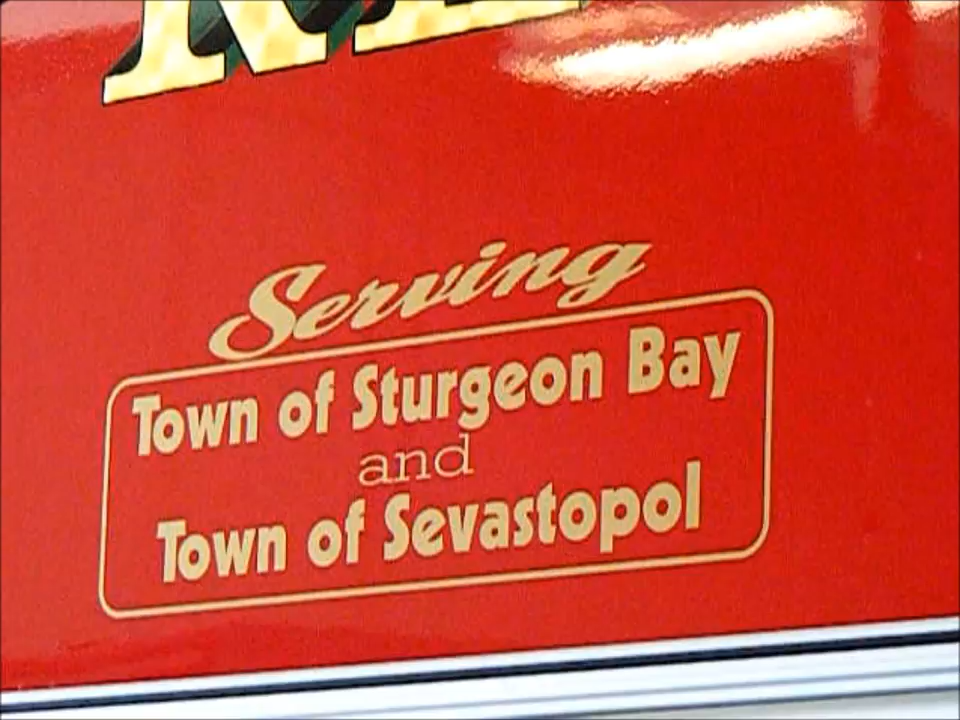 Serving
Town of Sturgeon Bay
and
Town of Sevastopol